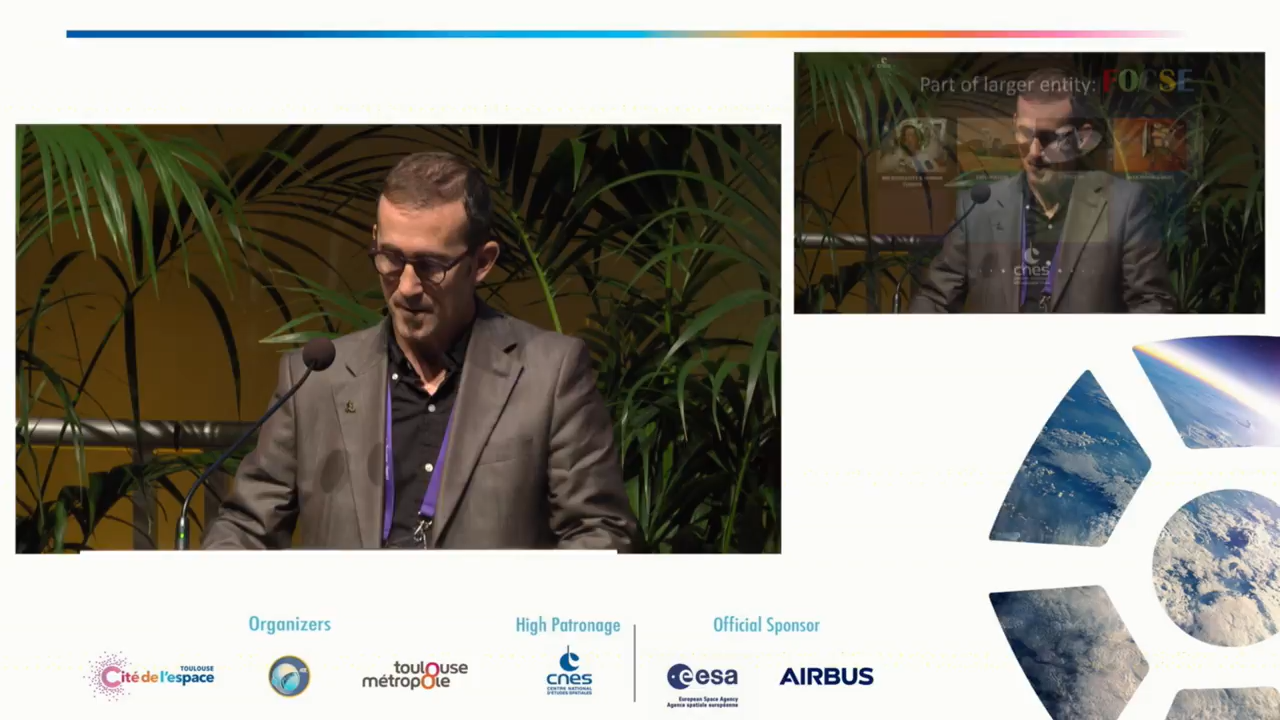 Part of larger entity: FOCSE
cnes
Organizers
High Patronage
Official Sponsor
TOULOUSE
Cité de l'espace
toulouse
métropole
cnes
CENTRE NATIONAL
D'ÉTUDES SPATIALES
esa
European Space Agency
Agence spatiale européenne
AIRBUS